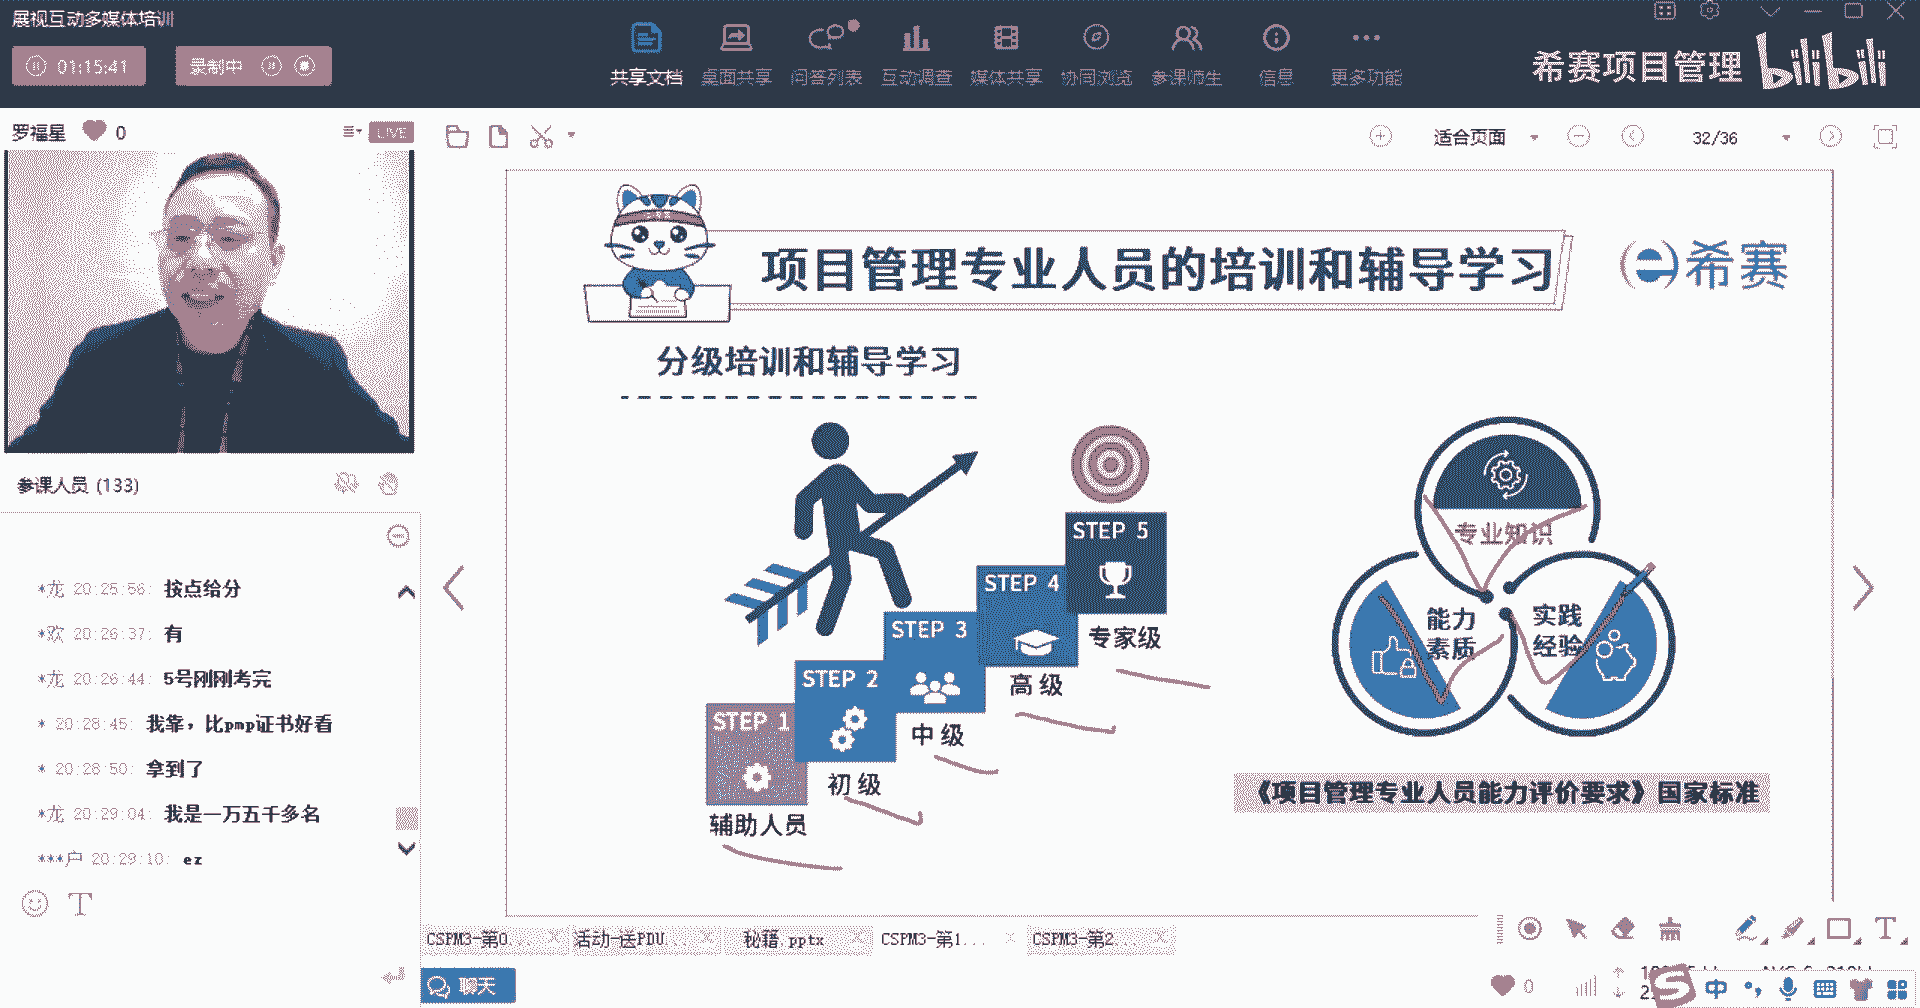 展视互动多媒体培训
01:15:41
录制中
共享文档
桌面共享
问答列表
互动调查
媒体共享
协同浏览
参课师生
信息
更多功能
希赛项目管理 bilibili
罗福星 0
LIVE
适合页面
32/36
项目管理专业人员的培训和辅导学习
希赛
分级培训和辅导学习
STEP 5
专家级
STEP 4
高级
STEP 3
中级
STEP 2
初级
STEP 1
辅助人员
专业知识
能力
素质
实践
经验
《项目管理专业人员能力评价要求》国家标准
参课人员 (133)
*龙 20:25:56: 按点给分
*欢 20:26:37: 有
*龙 20:26:44: 5号刚刚考完
* 20:28:45: 我靠，比pmp证书好看
* 20:28:50: 拿到了
*龙 20:29:04: 我是一万五千多名
***户 20:29:10: ez
CSPM3-第0...
活动-送PDU...
秘籍.pptx
CSPM3-第1...
CSPM3-第2...
聊天
0
中